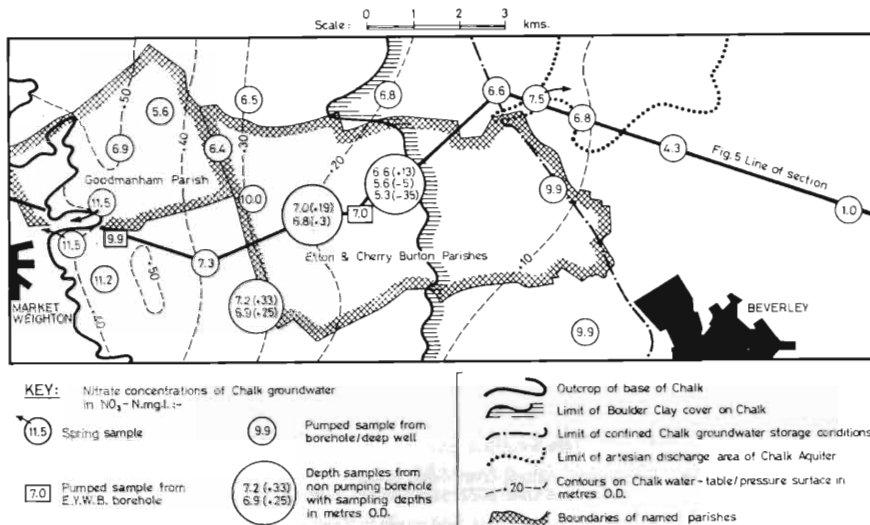 Scale: 0 1 2 3 kms.
50
6.5
6.8
6.6
7.5
6.8
5.6
40
30
20
6.9
6.4
4.3
Fig. 5 Line of section
Goodmanham Parish
6.6 (+13)
5.6 (-5)
5.3 (-35)
9.9
11.5
10.0
7.0 (+19)
6.8 (+3)
7.0
1.0
11.5
9.9
7.3
Etton & Cherry Burton Parishes
11.2
50
10
MARKET
WEIGHTON
40
7.2 (+33)
6.9 (+25)
9.9
BEVERLEY
KEY: Nitrate concentrations of Chalk groundwater
in NO3-N.mg.l. :-
11.5 Spring sample
9.9 Pumped sample from
borehole/deep well
7.0 Pumped sample from
E.Y.W.B. borehole
7.2 (+33)
6.9 (+25)
Depth samples from
non pumping borehole
with sampling depths
in metres O.D.
Outcrop of base of Chalk
Limit of Boulder Clay cover on Chalk
Limit of confined Chalk groundwater storage conditions
Limit of artesian discharge area of Chalk Aquifer
20 Contours on Chalk water-table/pressure surface in
metres O.D.
Boundaries of named parishes